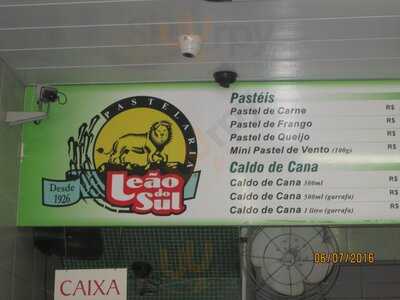 PASTELARIA
Leão
do
Sul
Desde
1926
Pastéis
Pastel de Carne R$
Pastel de Frango R$
Pastel de Queijo R$
Mini Pastel de Vento (100g) R$
Caldo de Cana
Caldo de Cana 300ml R$
Caldo de Cana 500ml (garrafa) R$
Caldo de Cana 1 litro (garrafa) R$
CAIXA
06/07/2016